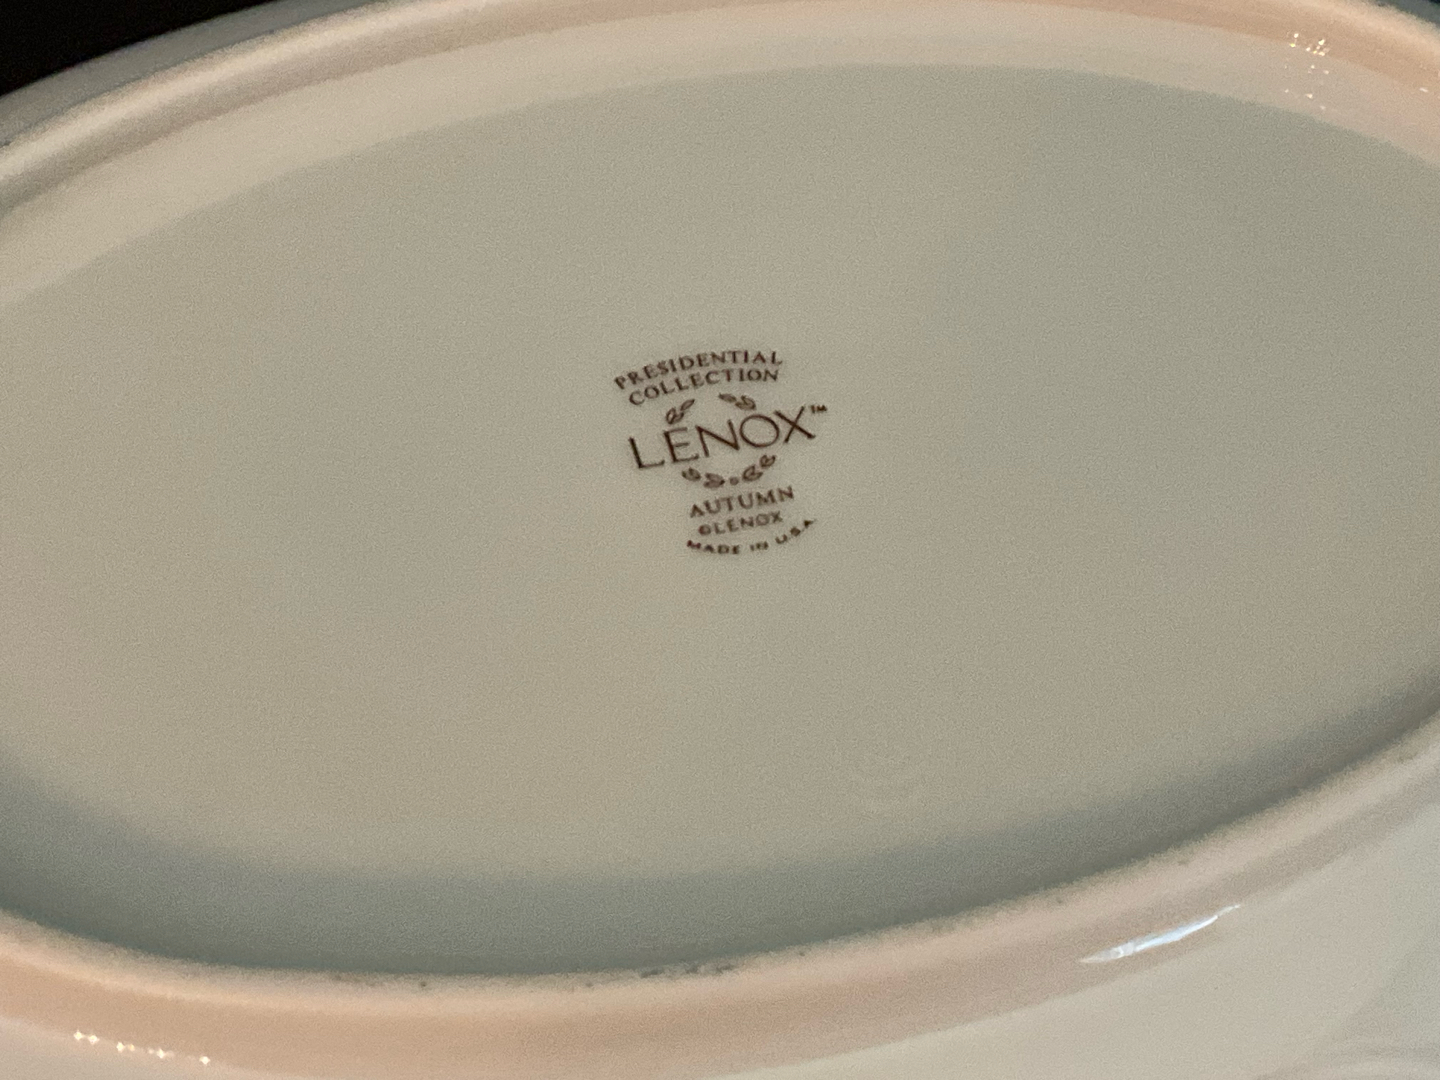 PRESIDENTIAL
COLLECTION
LENOX™
AUTUMN
©LENOX
MADE IN U.S.A.